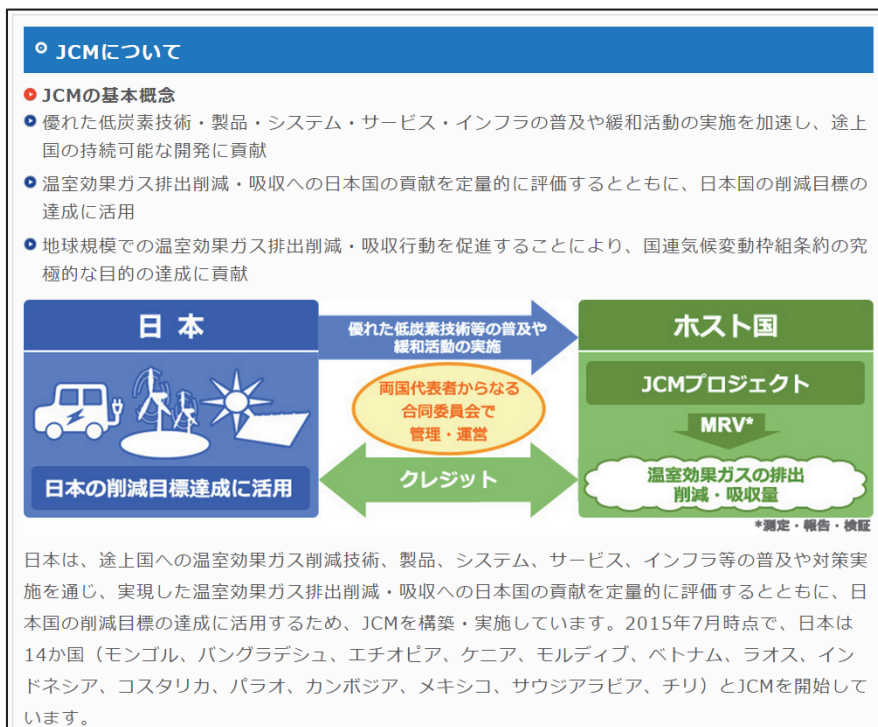 JCMについて
JCMの基本概念
優れた低炭素技術・製品・システム・サービス・インフラの普及や緩和活動の実施を加速し、途上
国の持続可能な開発に貢献
温室効果ガス排出削減・吸収への日本国の貢献を定量的に評価するとともに、日本国の削減目標の
達成に活用
地球規模での温室効果ガス排出削減・吸収行動を促進することにより、国連気候変動枠組条約の究
極的な目的の達成に貢献
日本
日本の削減目標達成に活用
優れた低炭素技術等の普及や
緩和活動の実施
両国代表者からなる
合同委員会で
管理・運営
クレジット
ホスト国
JCMプロジェクト
MRV*
温室効果ガスの排出
削減・吸収量
*測定・報告・検証
日本は、途上国への温室効果ガス削減技術、製品、システム、サービス、インフラ等の普及や対策実
施を通じ、実現した温室効果ガス排出削減・吸収への日本国の貢献を定量的に評価するとともに、日
本国の削減目標の達成に活用するため、JCMを構築・実施しています。2015年7月時点で、日本は
14か国（モンゴル、バングラデシュ、エチオピア、ケニア、モルディブ、ベトナム、ラオス、イン
ドネシア、コスタリカ、パラオ、カンボジア、メキシコ、サウジアラビア、チリ）とJCMを開始して
います。